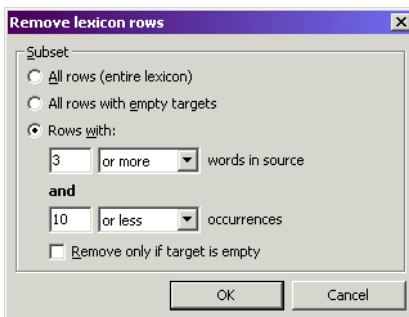 Remove lexicon rows
Subset
All rows (entire lexicon)
All rows with empty targets
Rows with:
3 or more words in source
and
10 or less occurrences
Remove only if target is empty
OK Cancel